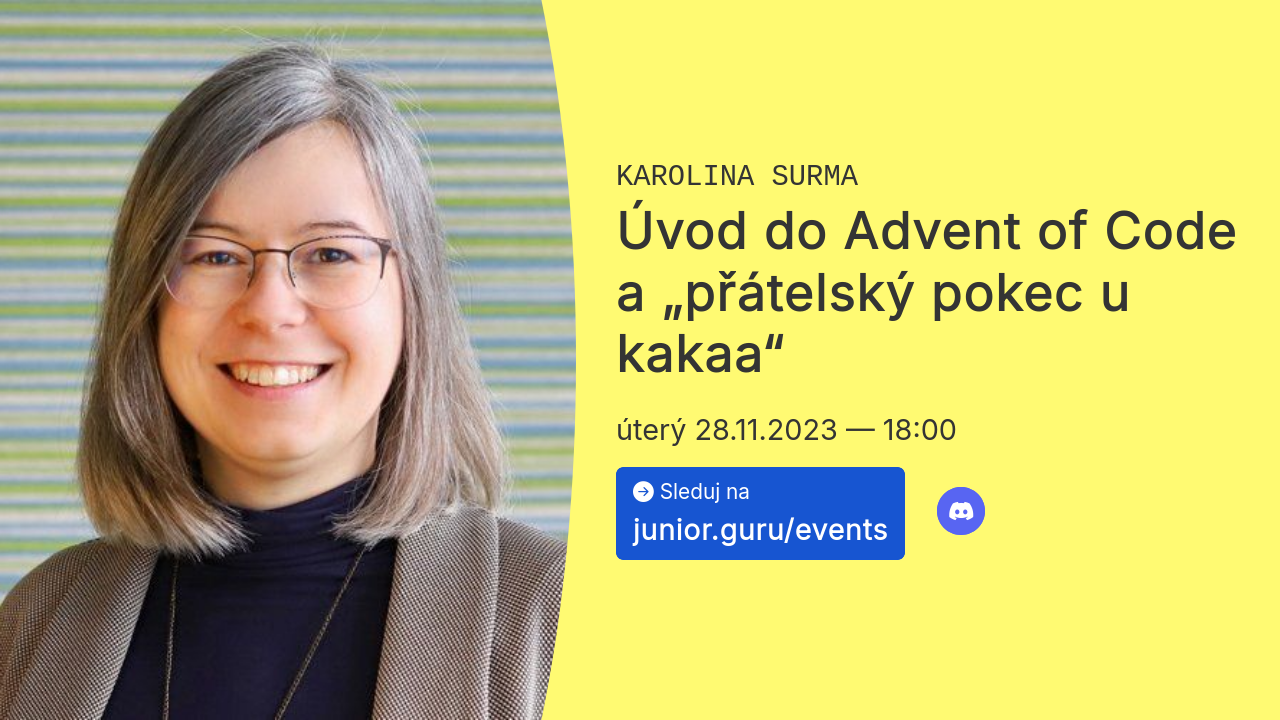 KAROLINA SURMA
Úvod do Advent of Code
a „přátelský pokec u
kakaa“
úterý 28.11.2023 — 18:00
Sleduj na
junior.guru/events